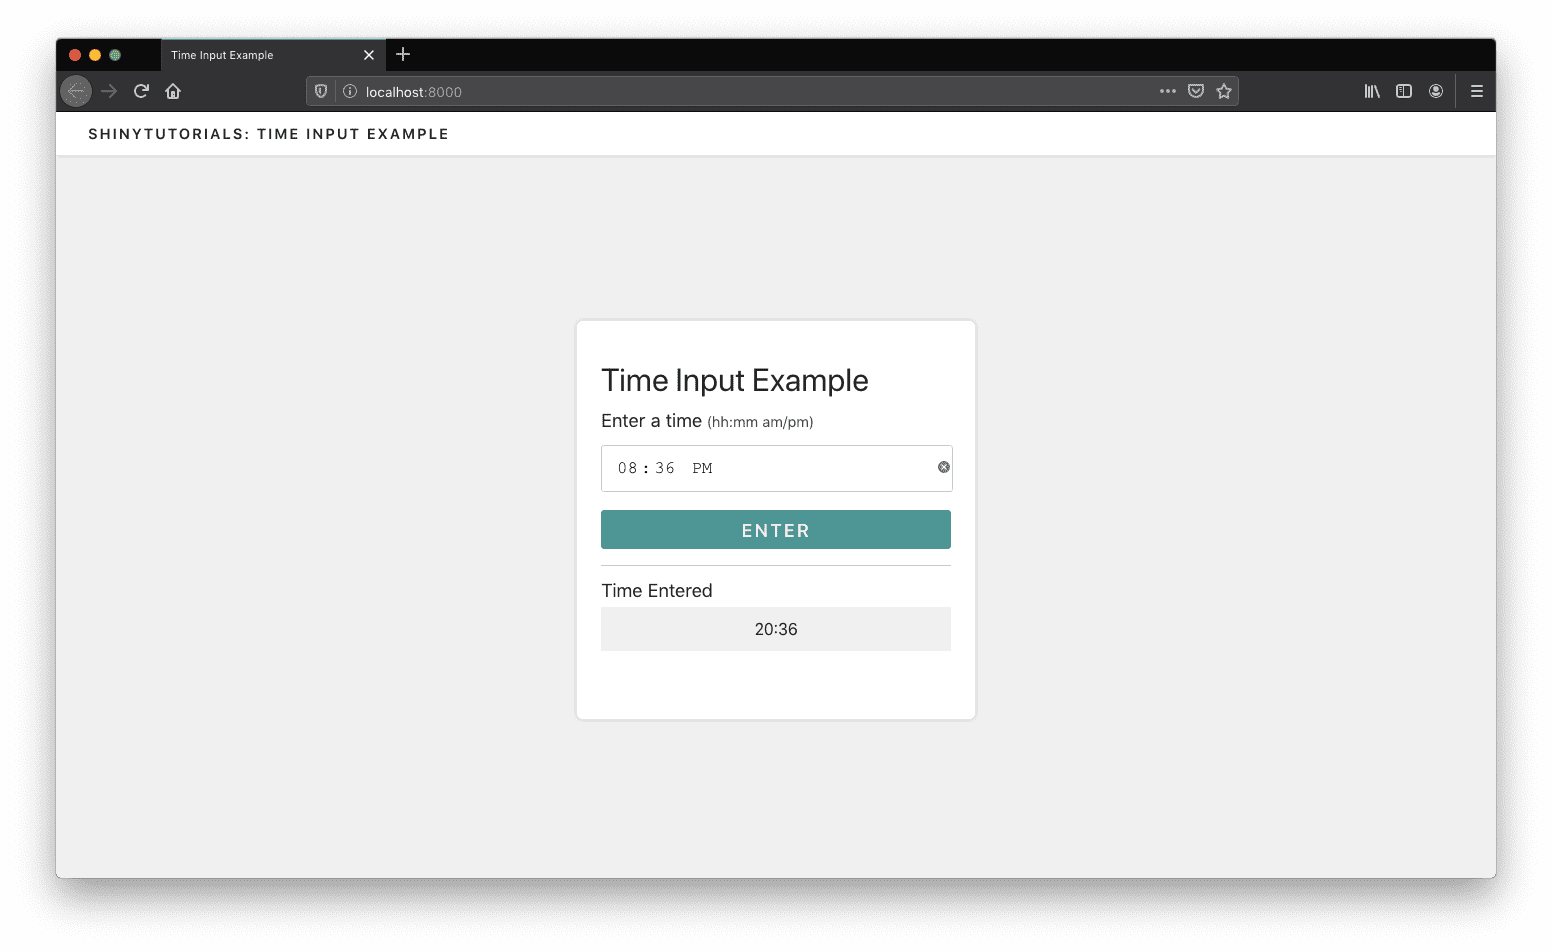 Time Input Example
localhost:8000
SHINYTUTORIALS: TIME INPUT EXAMPLE
Time Input Example
Enter a time (hh:mm am/pm)
08:36 PM
ENTER
Time Entered
20:36